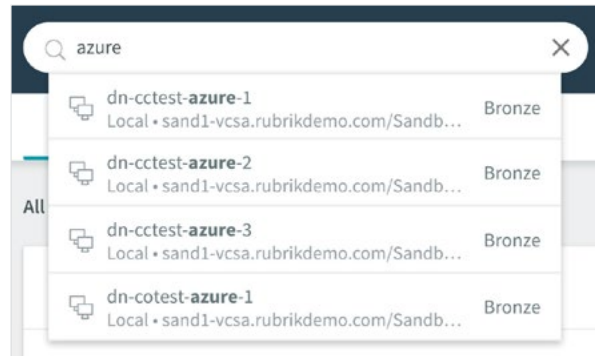 azure
dn-cctest-azure-1
Local • sand1-vcsa.rubrikdemo.com/Sandb... Bronze
dn-cctest-azure-2
Local • sand1-vcsa.rubrikdemo.com/Sandb... Bronze
All
dn-cctest-azure-3
Local • sand1-vcsa.rubrikdemo.com/Sandb... Bronze
dn-cotest-azure-1
Local • sand1-vcsa.rubrikdemo.com/Sandb... Bronze